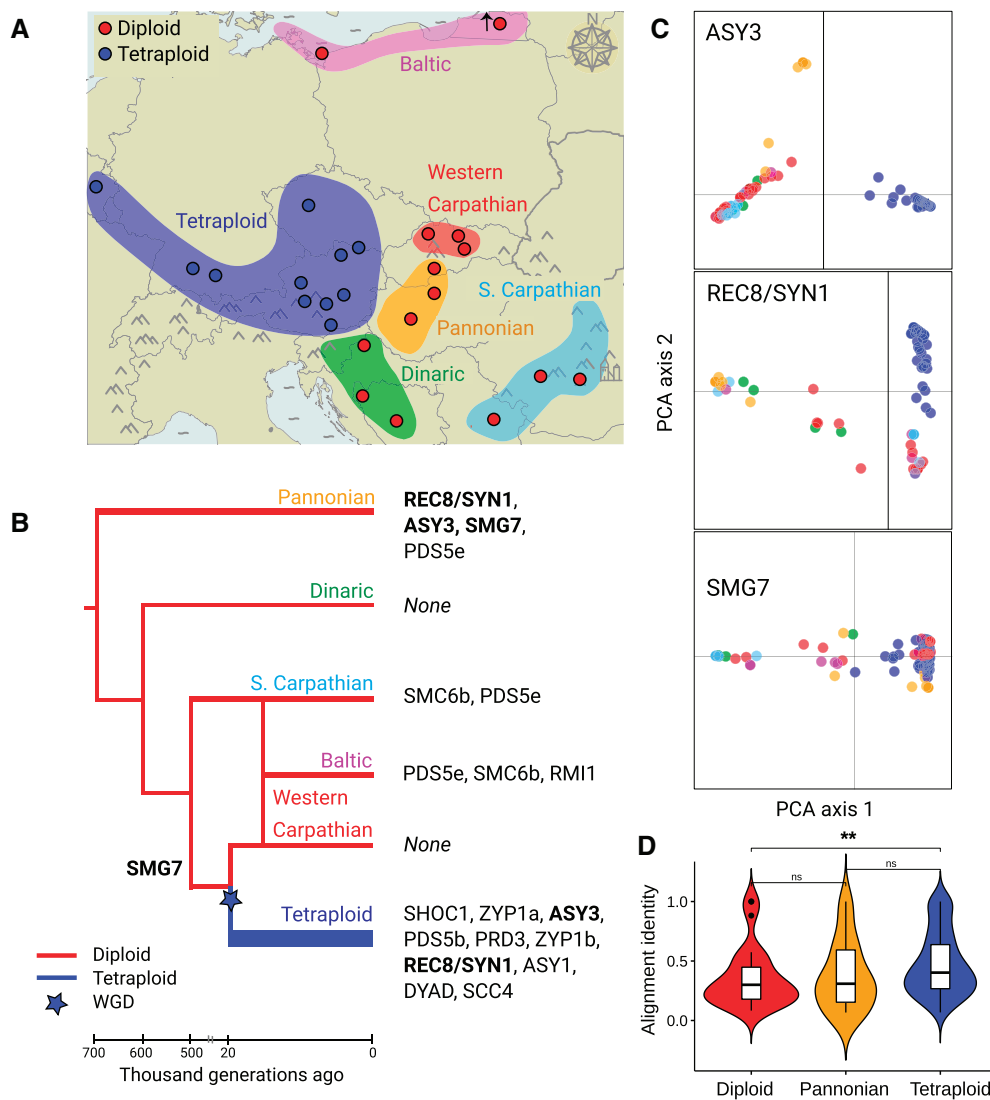 A
Diploid
Tetraploid
Baltic
N
Western
Carpathian
Tetraploid
S. Carpathian
Pannonian
Dinaric
B
Pannonian
REC8/SYN1,
ASY3, SMG7,
PDS5e
Dinaric
None
S. Carpathian
SMC6b, PDS5e
Baltic
PDS5e, SMC6b, RMI1
Western
Carpathian
None
SMG7
Tetraploid
SHOC1, ZYP1a, ASY3,
PDS5b, PRD3, ZYP1b,
REC8/SYN1, ASY1,
DYAD, SCC4
Diploid
Tetraploid
WGD
700 600 500 20 0
Thousand generations ago
C
ASY3
REC8/SYN1
SMG7
PCA axis 2
PCA axis 1
D
**
ns
ns
Alignment identity
1.0
0.5
0.0
Diploid Pannonian Tetraploid